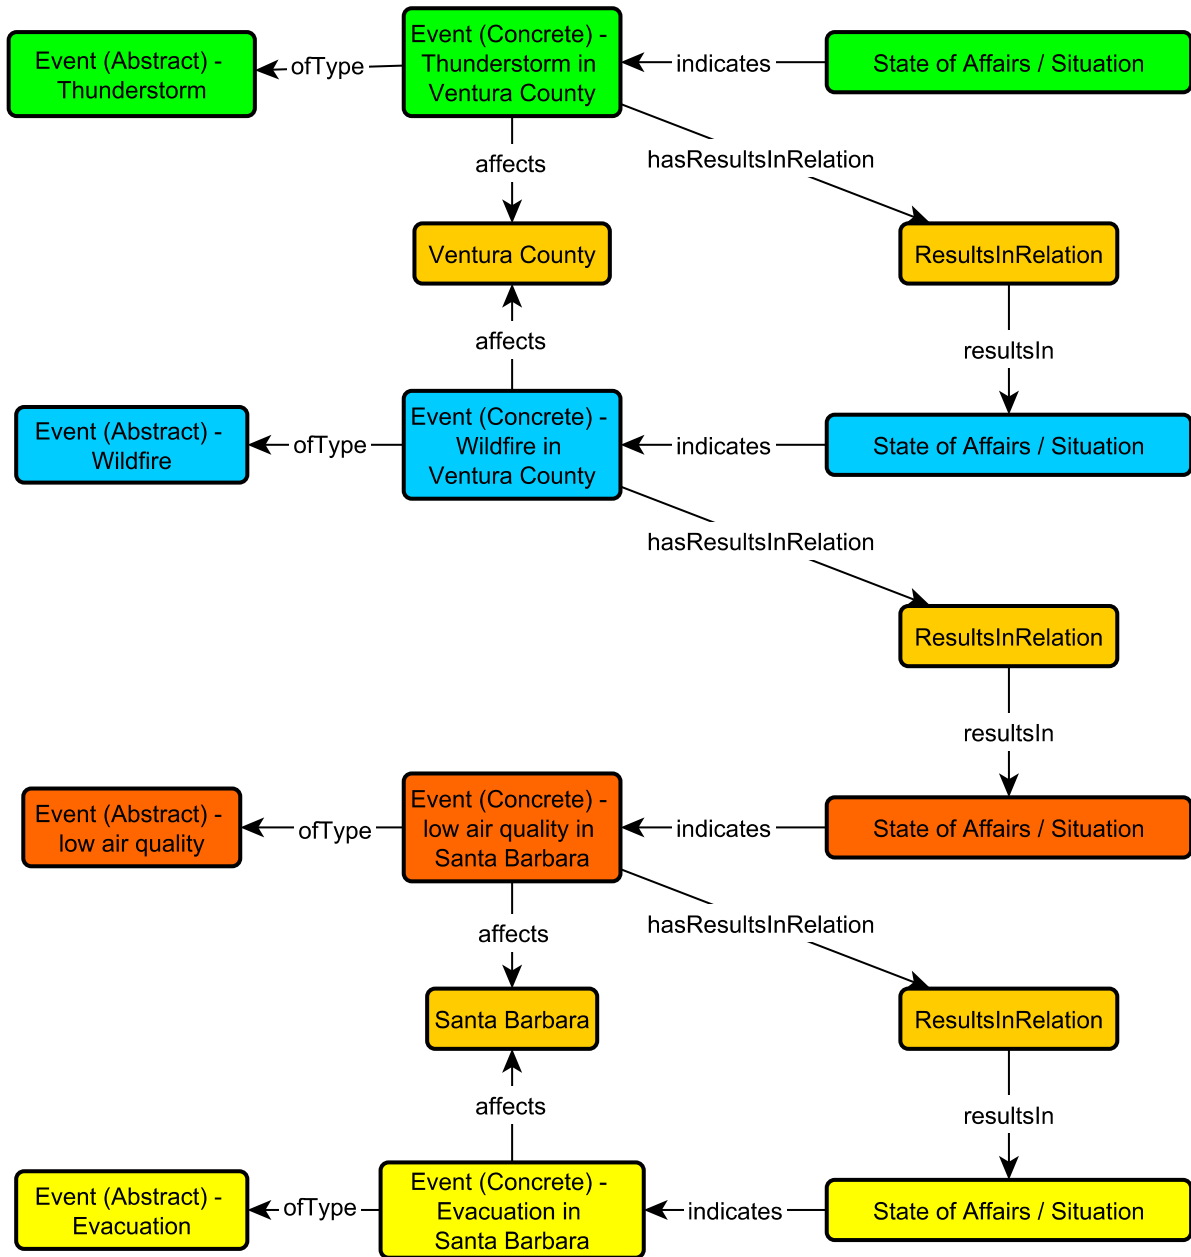 Event (Abstract) -
Thunderstorm
ofType
Event (Concrete) -
Thunderstorm in
Ventura County
indicates
State of Affairs / Situation
affects
hasResultsInRelation
Ventura County
ResultsInRelation
affects
resultsIn
Event (Abstract) -
Wildfire
ofType
Event (Concrete) -
Wildfire in
Ventura County
indicates
State of Affairs / Situation
hasResultsInRelation
ResultsInRelation
resultsIn
Event (Abstract) -
low air quality
ofType
Event (Concrete) -
low air quality in
Santa Barbara
indicates
State of Affairs / Situation
affects
hasResultsInRelation
Santa Barbara
ResultsInRelation
affects
resultsIn
Event (Abstract) -
Evacuation
ofType
Event (Concrete) -
Evacuation in
Santa Barbara
indicates
State of Affairs / Situation